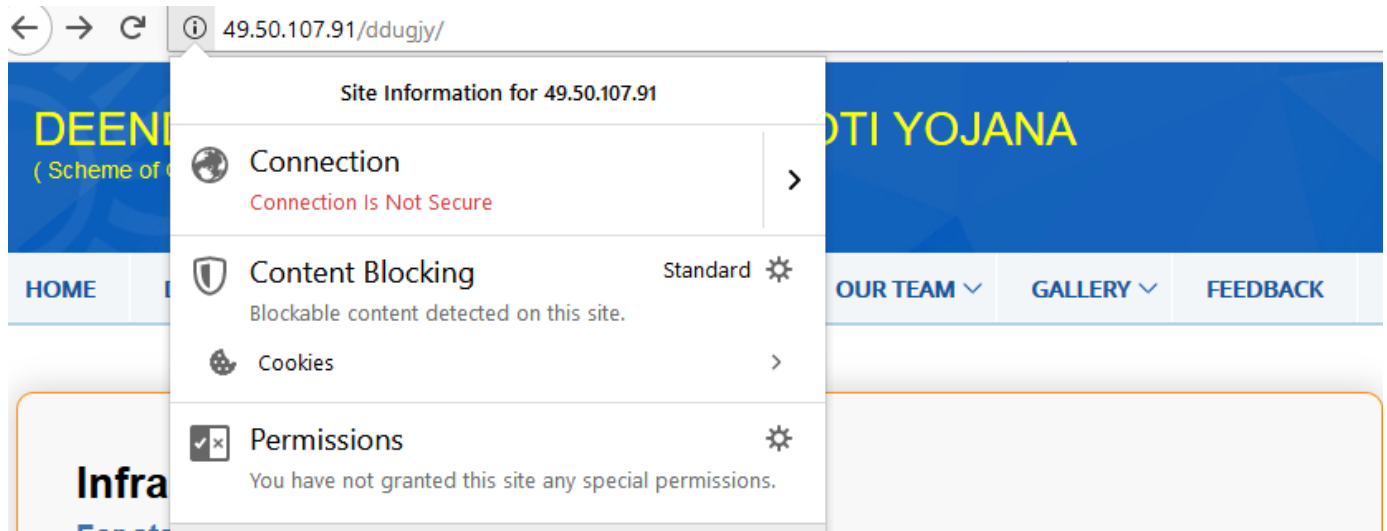 49.50.107.91/ddugjy/
Site Information for 49.50.107.91
DEEN OTI YOJANA
( Scheme of
Connection
Connection Is Not Secure
Content Blocking Standard
Blockable content detected on this site.
Cookies
HOME OUR TEAM GALLERY FEEDBACK
Permissions
You have not granted this site any special permissions.
Infra